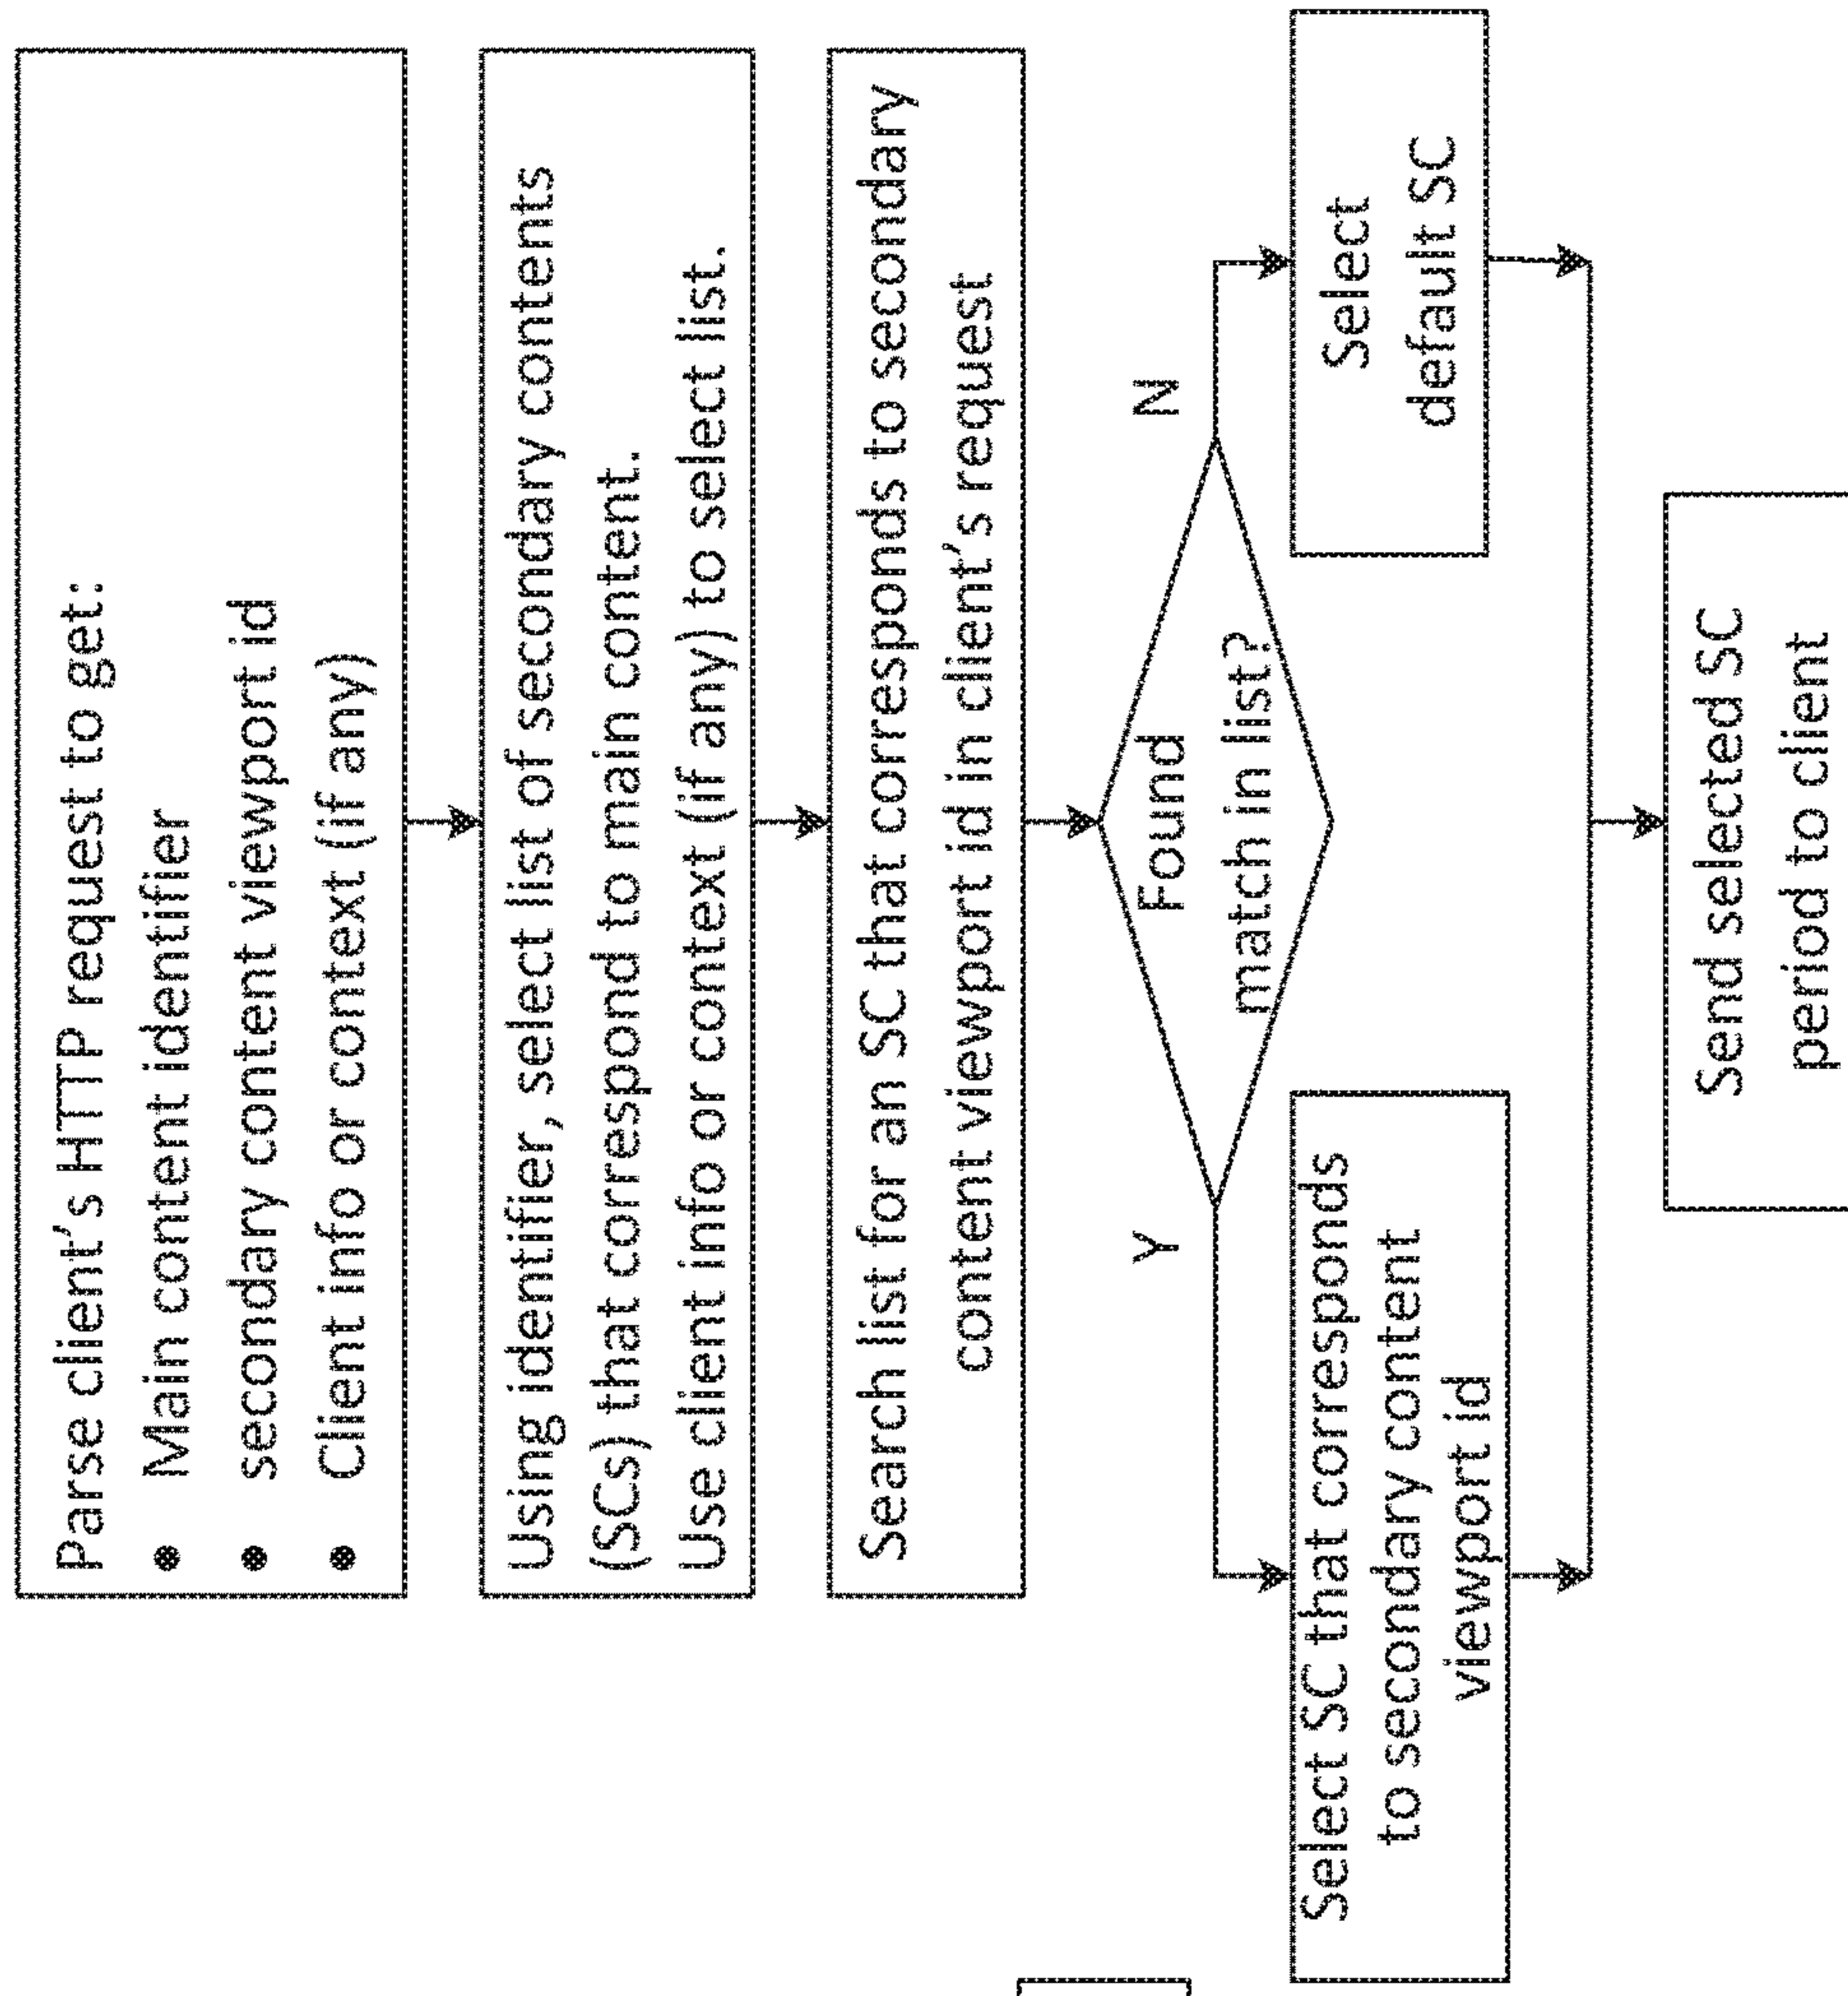 Parse client's HTTP request to get:
● Main content identifier
● secondary content viewport id
● Client info or context (if any)
Using identifier, select list of secondary contents
(SCs) that correspond to main content.
Use client info or context (if any) to select list.
Search list for an SC that corresponds to secondary
content viewport id in client's request
Found
match in list?
Y
N
Select SC that corresponds
to secondary content
viewport id
Select
default SC
Send selected SC
period to client